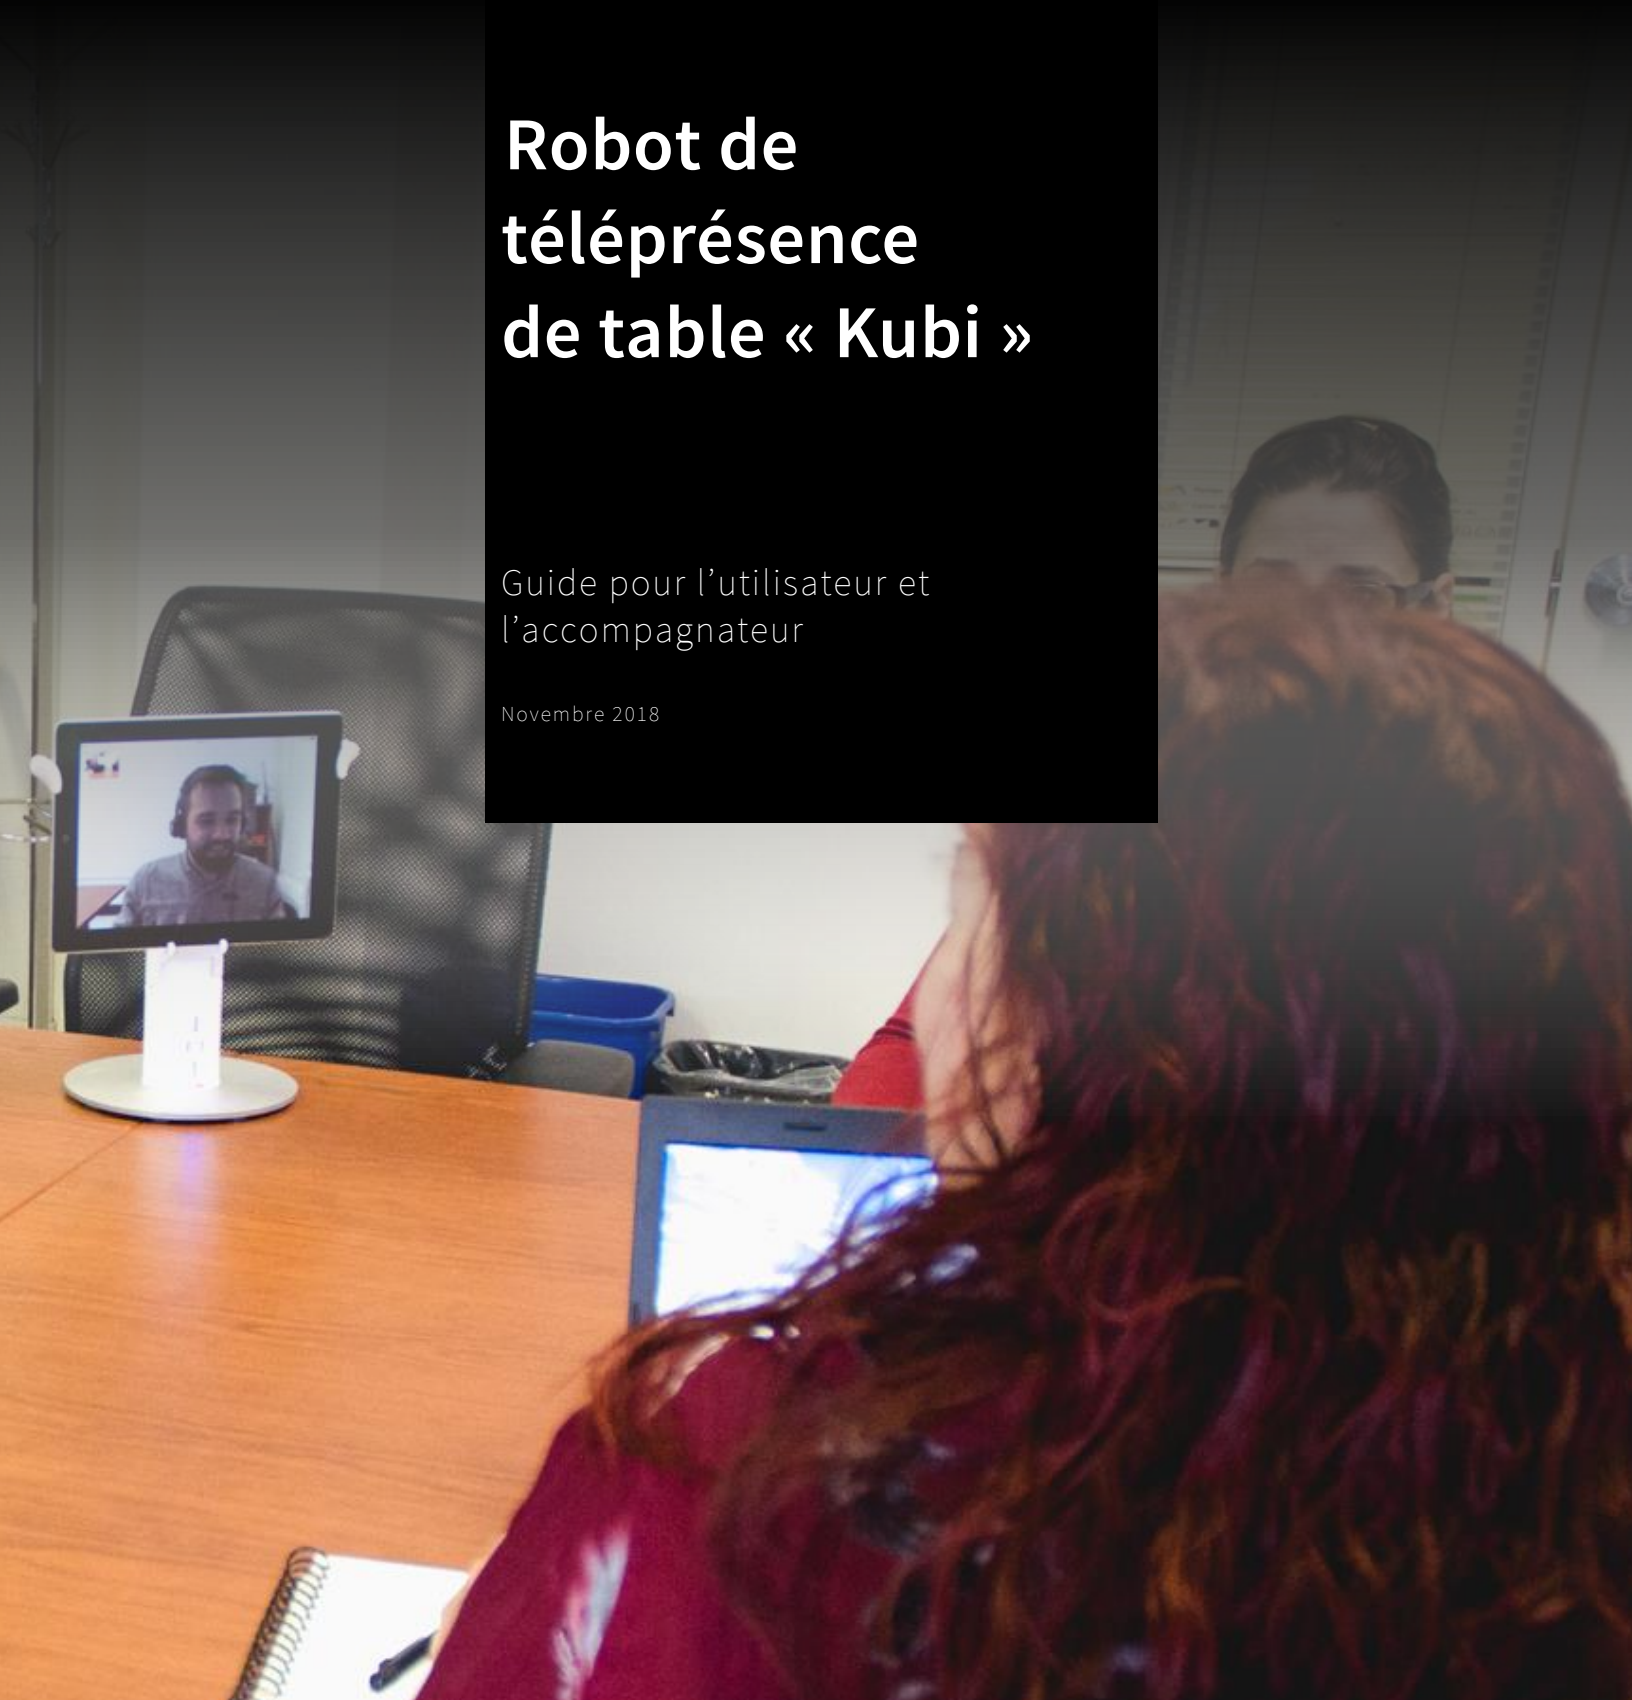 Robot de
téléprésence
de table « Kubi »
Guide pour l’utilisateur et
l’accompagnateur
Novembre 2018